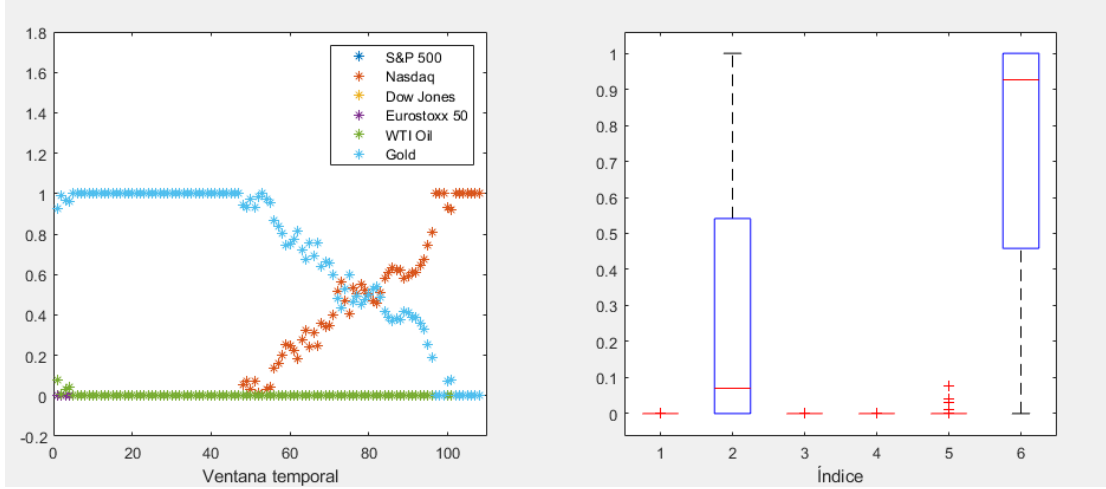 1.8
1.6
1.4
1.2
1
0.8
0.6
0.4
0.2
0
-0.2
0 20 40 60 80 100
Ventana temporal
S&P 500
Nasdaq
Dow Jones
Eurostoxx 50
WTI Oil
Gold
1
0.9
0.8
0.7
0.6
0.5
0.4
0.3
0.2
0.1
0
1 2 3 4 5 6
Índice